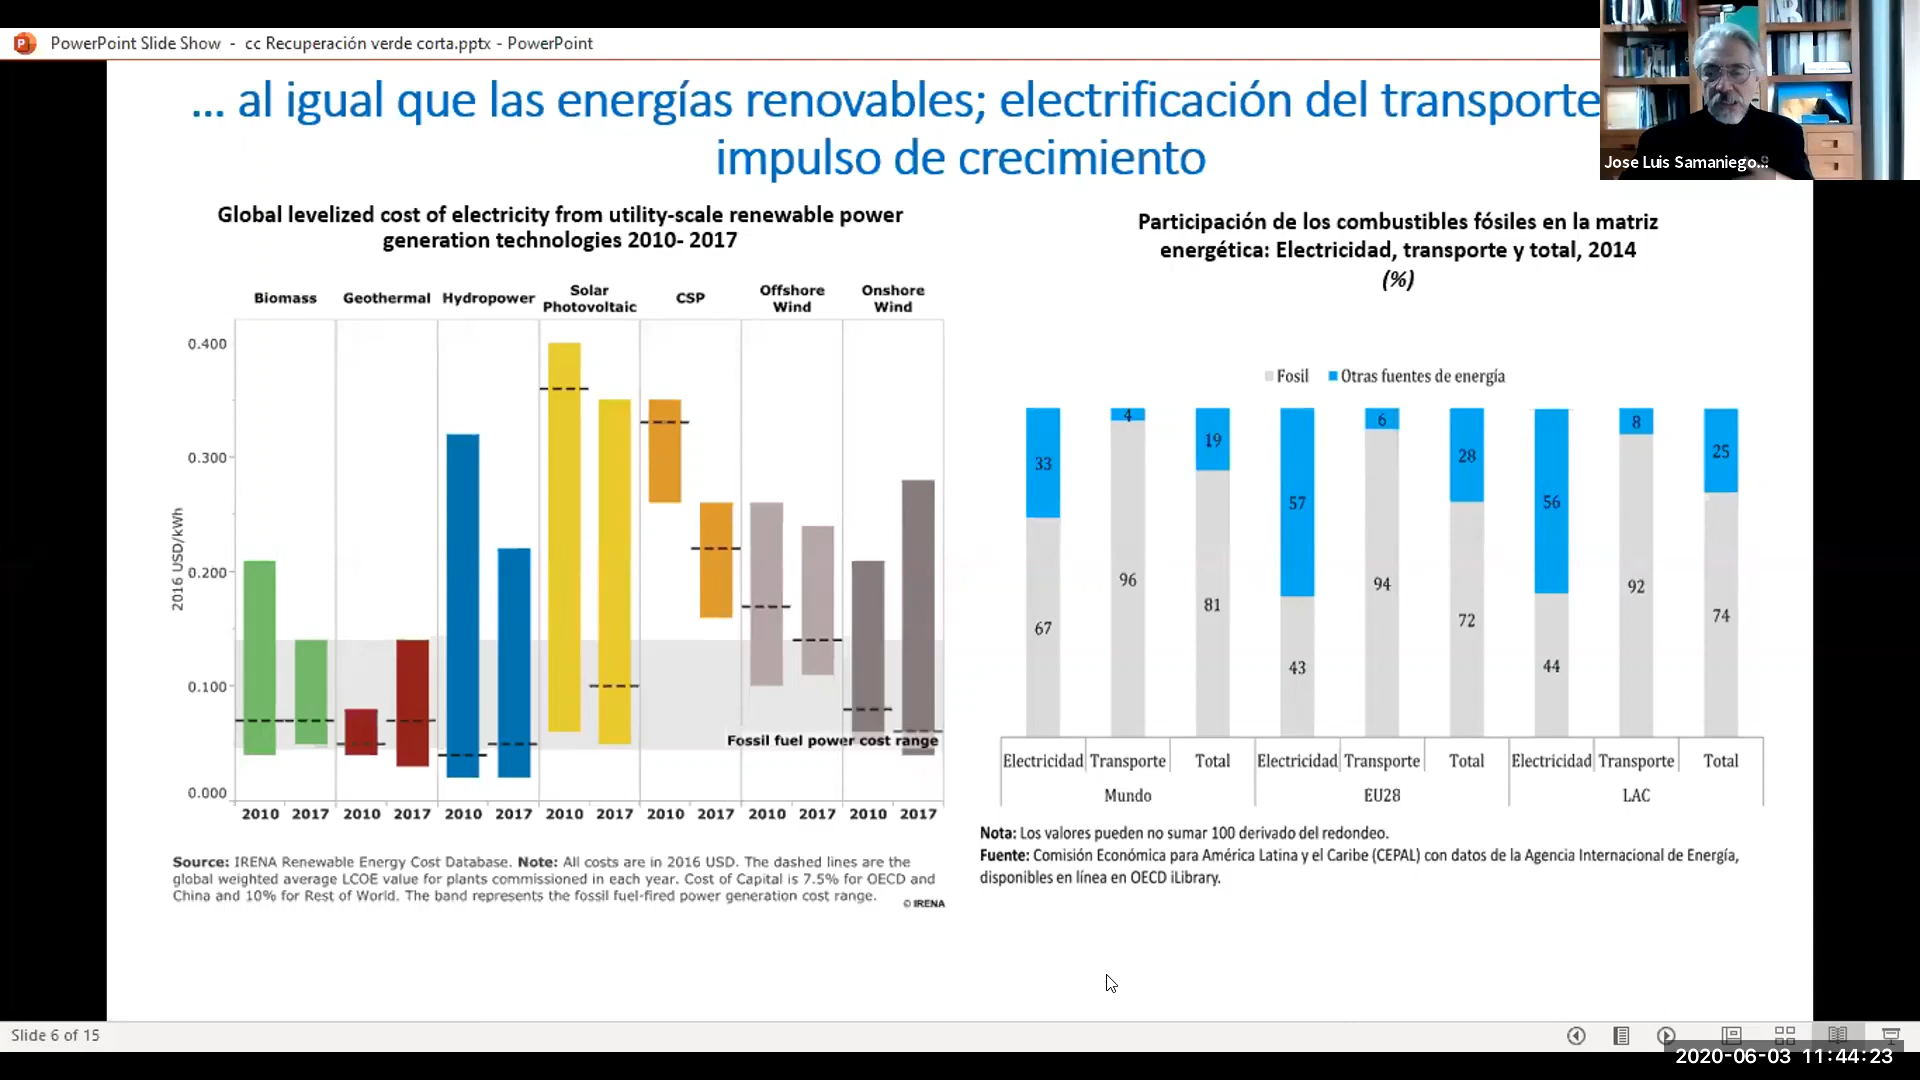 PowerPoint Slide Show - cc Recuperación verde corta.pptx - PowerPoint
... al igual que las energías renovables; electrificación del transporte
impulso de crecimiento
Jose Luis Samaniego...
Global levelized cost of electricity from utility-scale renewable power
generation technologies 2010- 2017
Biomass Geothermal Hydropower Solar Photovoltaic CSP Offshore Wind Onshore Wind
0.400
0.300
0.200
0.100
0.000
2016 USD/kWh
Fossil fuel power cost range
2010 2017 2010 2017 2010 2017 2010 2017 2010 2017 2010 2017 2010 2017
Source: IRENA Renewable Energy Cost Database. Note: All costs are in 2016 USD. The dashed lines are the
global weighted average LCOE value for plants commissioned in each year. Cost of Capital is 7.5% for OECD and
China and 10% for Rest of World. The band represents the fossil fuel-fired power generation cost range.
© IRENA
Participación de los combustibles fósiles en la matriz
energética: Electricidad, transporte y total, 2014
(%)
Fosil Otras fuentes de energía
33 4 19 57 6 28 56 8 25
67 96 81 43 94 72 44 92 74
Electricidad Transporte Total Electricidad Transporte Total Electricidad Transporte Total
Mundo EU28 LAC
Nota: Los valores pueden no sumar 100 derivado del redondeo.
Fuente: Comisión Económica para América Latina y el Caribe (CEPAL) con datos de la Agencia Internacional de Energía,
disponibles en línea en OECD iLibrary.
Slide 6 of 15
2020-06-03 11:44:23